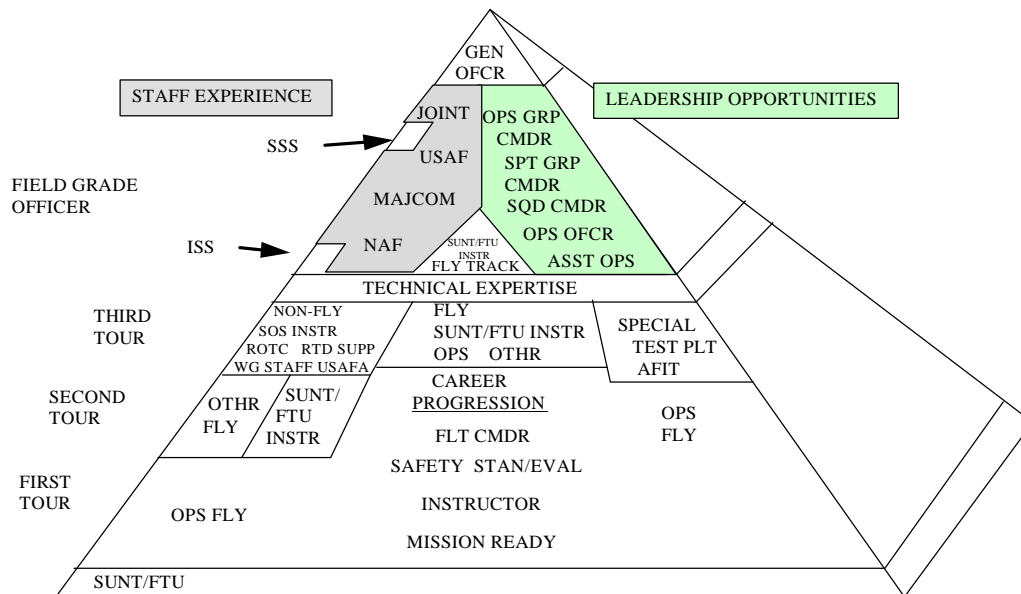 GEN
OFCR
STAFF EXPERIENCE
LEADERSHIP OPPORTUNITIES
JOINT
OPS GRP
CMDR
SSS
USAF
SPT GRP
CMDR
FIELD GRADE
OFFICER
MAJCOM
SQD CMDR
OPS OFCR
ISS
NAF
SUNT/FTU
INSTR
FLY TRACK
ASST OPS
TECHNICAL EXPERTISE
THIRD
TOUR
NON-FLY
SOS INSTR
ROTC RTD SUPP
WG STAFF USAFA
FLY
SUNT/FTU INSTR
OPS OTHR
SPECIAL
TEST PLT
AFIT
SECOND
TOUR
OTHR
FLY
SUNT/
FTU
INSTR
CAREER
PROGRESSION
FLT CMDR
OPS
FLY
SAFETY STAN/EVAL
FIRST
TOUR
OPS FLY
INSTRUCTOR
MISSION READY
SUNT/FTU